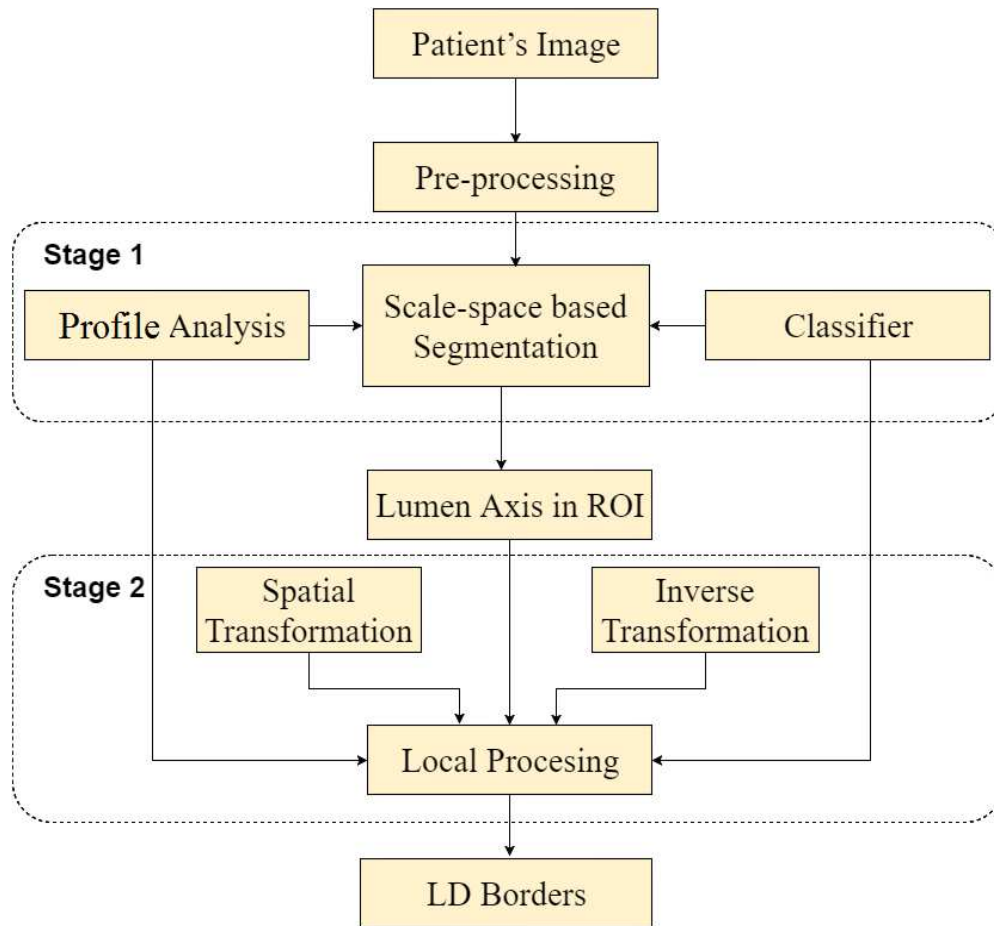 Patient's Image
Pre-processing
Stage 1
Profile Analysis
Scale-space based
Segmentation
Classifier
Lumen Axis in ROI
Stage 2
Spatial
Transformation
Inverse
Transformation
Local Procesing
LD Borders